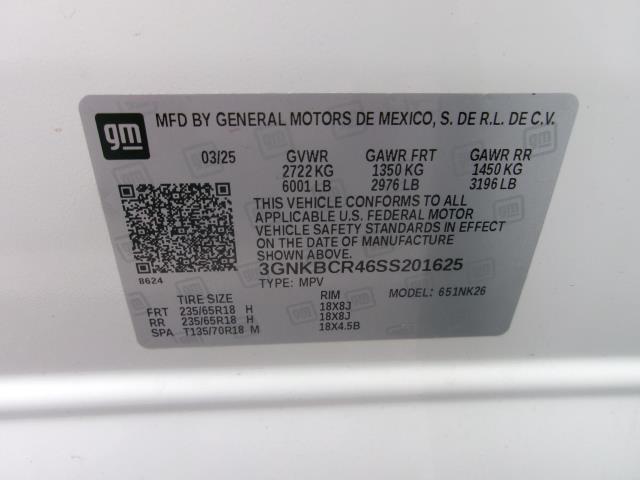 gm MFD BY GENERAL MOTORS DE MEXICO, S. DE R.L. DE C.V.
03/25 GVWR GAWR FRT GAWR RR
2722 KG 1350 KG 1450 KG
6001 LB 2976 LB 3196 LB
THIS VEHICLE CONFORMS TO ALL
APPLICABLE U.S. FEDERAL MOTOR
VEHICLE SAFETY STANDARDS IN EFFECT
ON THE DATE OF MANUFACTURE
SHOWN ABOVE.
3GNKBCR46SS201625
8624 TYPE: MPV MODEL: 651NK26
TIRE SIZE RIM
FRT 235/65R18 H 18X8J
RR 235/65R18 H 18X8J
SPA T135/70R18 M 18X4.5B